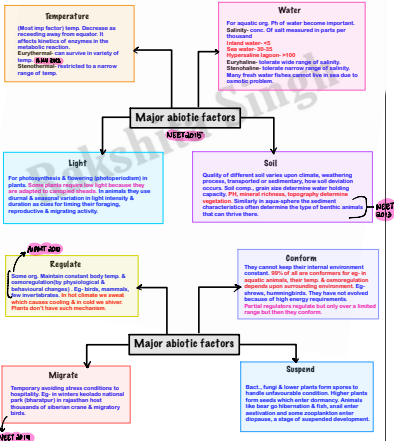 Temperature
(Most imp factor) temp. Decrease as
receeding away from equator. It
affects kinetics of enzymes in the
metabolic reaction.
Eurythermal- can survive in variety
of temp.
Stenothermal- restricted to a narrow
range of temp.
Water
For aquatic org. Ph of water become important.
Salinity- conc. Of salt measured in parts per
thousand
Inland water- <5
Sea water- 30-35
Hypersaline lagoon- >100
Euryhaline- tolerate wide range of salinity.
Stenohaline- tolerate narrow range of salinity.
Many fresh water fishes cannot live in sea due to
osmotic problem.
Major abiotic factors
NEET 2015
Light
For photosynthesis & flowering (photoperiodism) in
plants. Some plants require low light because they
are adapted to canopied sheds. In animals they use
diurnal & seasonal variation in light intensity &
duration as cues for timing their foraging,
reproductive & migrating activity.
Soil
Quality of different soil varies upon climate, weathering
process, transported or sedimentary, how soil deviation
occurs. Soil comp., grain size determine water holding
capacity. PH, mineral richness, topography determine
vegetation. Similarly in aqua-sphere the sediment
characteristics often determine the type of benthic animals
that can thrive there.
NEET
2013
Rakshita Singh
AIPMT 2010
Regulate
Some org. Maintain constant body temp. &
osmoregulation(by physiological &
behavioural changes) . Eg- birds, mammals,
few invertebrates. In hot climate we sweat
which causes cooling & in cold we shiver.
Plants don't have such mechanism.
Conform
They cannot keep their internal environment
constant. 99% of all are conformers for eg- in
aquatic animals, their temp. & osmoregulation
depends upon surrounding environment. Eg-
shrews, hummingbirds. They have not evolved
because of high energy requirements.
Partial regulators regulate but only over a limited
range but then they conform.
Major abiotic factors
Migrate
Temporary avoiding stress conditions to
hospitality. Eg- in winters keolado national
park (bharatpur) in rajasthan host
thousands of siberian crane & migratory
birds.
NEET 2014
Suspend
Bact., fungi & lower plants form spores to
handle unfavourable condition. Higher plants
form seeds which enter dormancy. Animals
like bear go hibernation & fish, snail enter
aestivation and some zooplankton enter
diapause, a stage of suspended development.